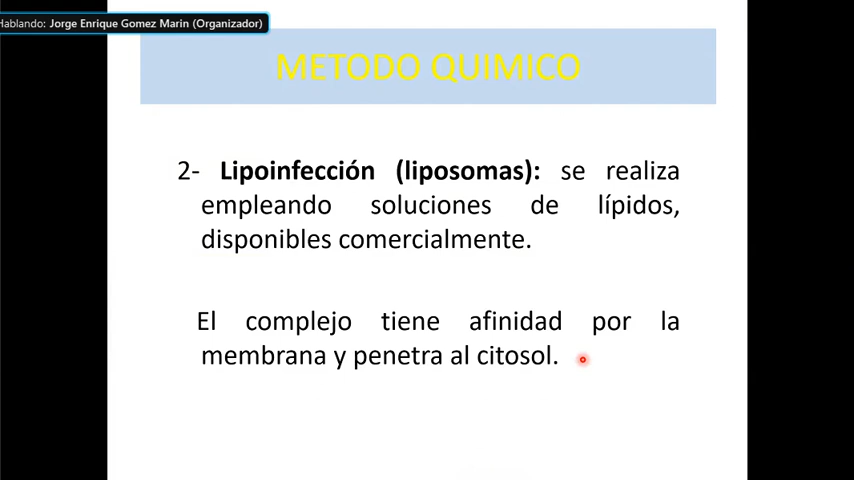 Hablando: Jorge Enrique Gomez Marin (Organizador)
METODO QUIMICO
2- Lipoinfección (liposomas): se realiza
empleando soluciones de lípidos,
disponibles comercialmente.
El complejo tiene afinidad por la
membrana y penetra al citosol.